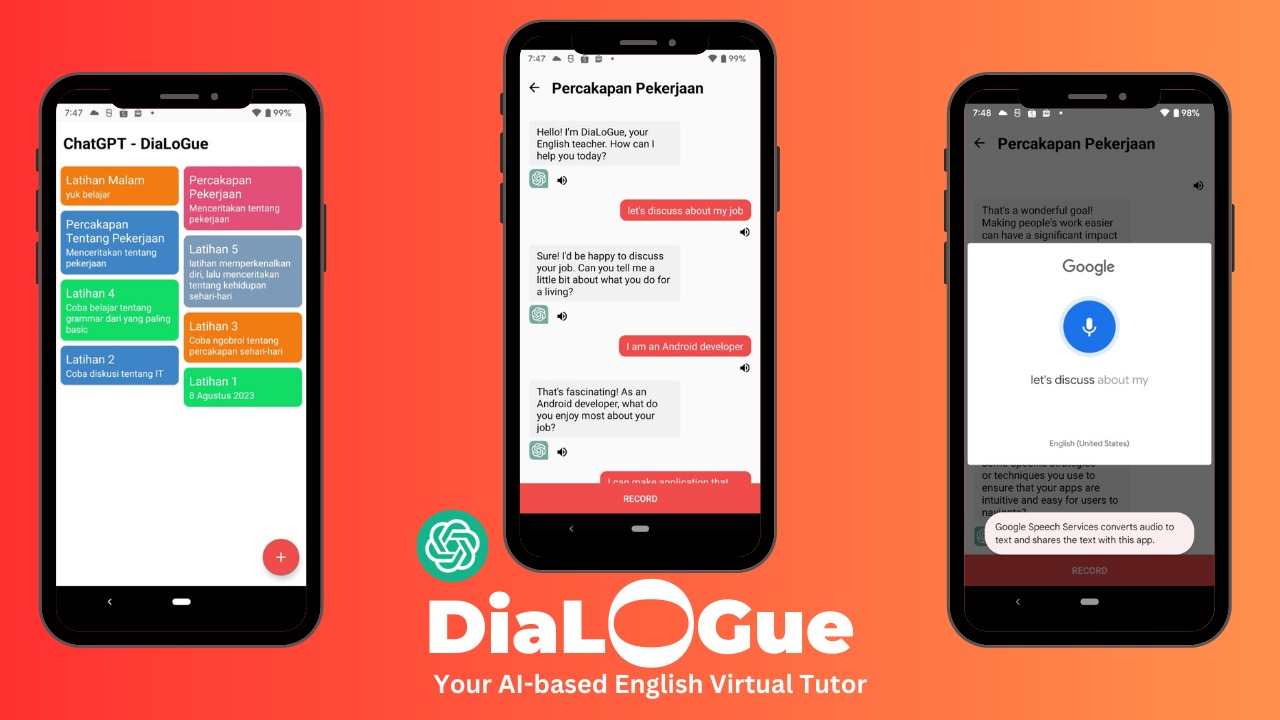 7:47
99%
ChatGPT - DiaLoGue
Latihan Malam
yuk belajar
Percakapan
Tentang Pekerjaan
Menceritakan tentang
pekerjaan
Latihan 4
Coba belajar tentang
grammar dari yang paling
basic
Latihan 2
Coba diskusi tentang IT
Percakapan
Pekerjaan
Menceritakan tentang
pekerjaan
Latihan 5
latihan memperkenalkan
diri, lalu menceritakan
tentang kehidupan
sehari-hari
Latihan 3
Coba ngobrol tentang
percakapan sehari-hari
Latihan 1
8 Agustus 2023
+
7:47
99%
Percakapan Pekerjaan
Hello! I'm DiaLoGue, your
English teacher. How can I
help you today?
let's discuss about my job
Sure! I'd be happy to discuss
your job. Can you tell me a
little bit about what you do for
a living?
I am an Android developer
That's fascinating! As an
Android developer, what do
you enjoy most about your
job?
I can make application that
RECORD
7:48
98%
Percakapan Pekerjaan
That's a wonderful goal!
Making people's work easier
can have a significant impact
Google
let's discuss about my
English (United States)
some specific strategies
or techniques you use to
ensure that your apps are
intuitive and easy for users to
navigate?
Google Speech Services converts audio to
text and shares the text with this app.
RECORD
DiaLOGue
Your AI-based English Virtual Tutor